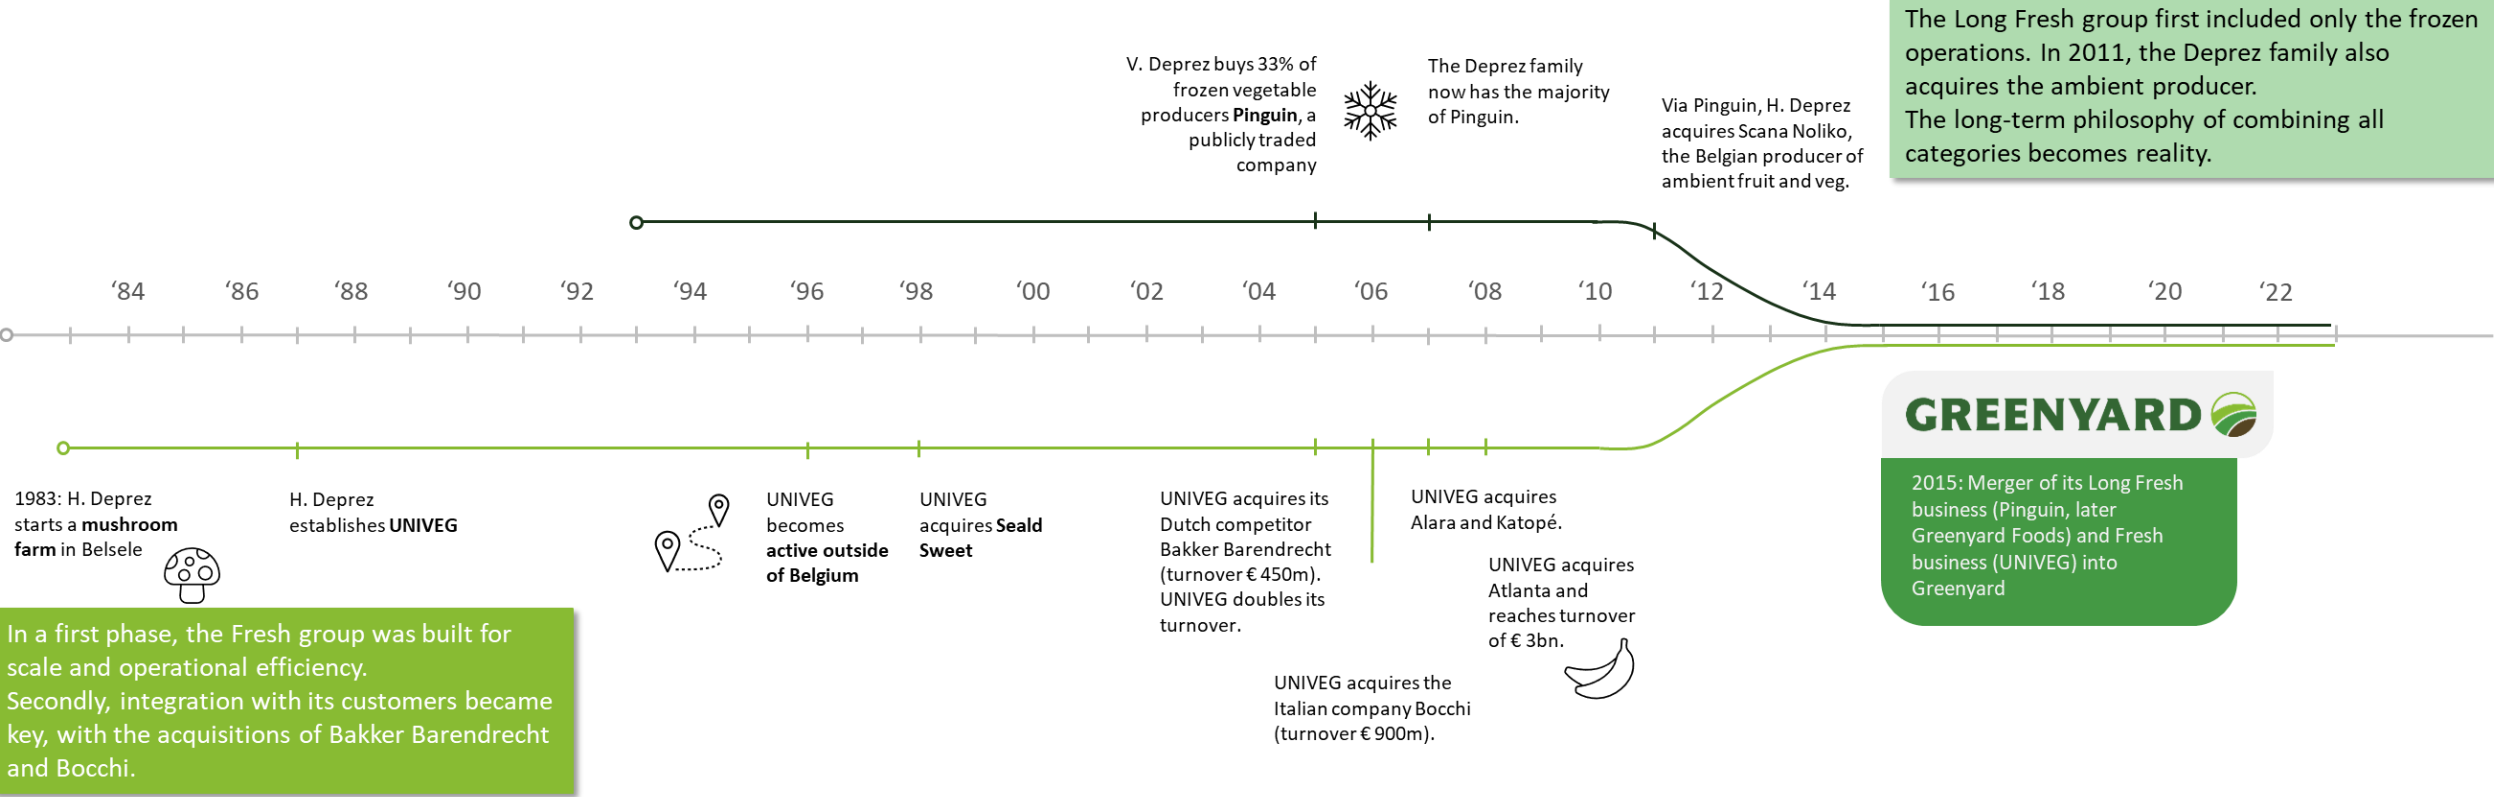 The Long Fresh group first included only the frozen
operations. In 2011, the Deprez family also
acquires the ambient producer.
The long-term philosophy of combining all
categories becomes reality.
V. Deprez buys 33% of
frozen vegetable
producers Pinguin, a
publicly traded
company
The Deprez family
now has the majority
of Pinguin.
Via Pinguin, H. Deprez
acquires Scana Noliko,
the Belgian producer of
ambient fruit and veg.
‘84 ‘86 ‘88 ‘90 ‘92 ‘94 ‘96 ‘98 ‘00 ‘02 ‘04 ‘06 ‘08 ‘10 ‘12 ‘14 ‘16 ‘18 ‘20 ‘22
1983: H. Deprez
starts a mushroom
farm in Belsele
H. Deprez
establishes UNIVEG
UNIVEG
becomes
active outside
of Belgium
UNIVEG
acquires Seald
Sweet
UNIVEG acquires its
Dutch competitor
Bakker Barendrecht
(turnover € 450m).
UNIVEG doubles its
turnover.
UNIVEG acquires the
Italian company Bocchi
(turnover € 900m).
UNIVEG acquires
Alara and Katopé.
UNIVEG acquires
Atlanta and
reaches turnover
of € 3bn.
GREENYARD
2015: Merger of its Long Fresh
business (Pinguin, later
Greenyard Foods) and Fresh
business (UNIVEG) into
Greenyard
In a first phase, the Fresh group was built for
scale and operational efficiency.
Secondly, integration with its customers became
key, with the acquisitions of Bakker Barendrecht
and Bocchi.